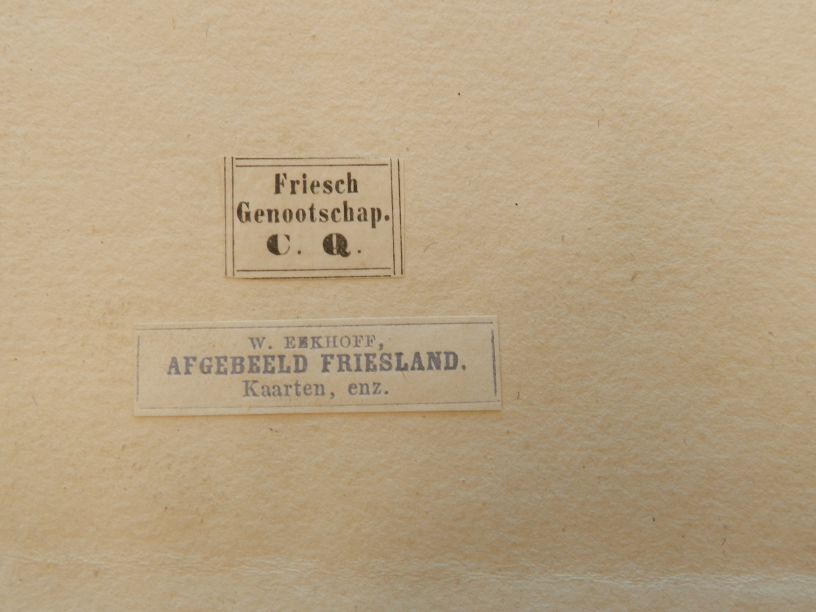 Friesch
Genootschap.
C. Q.
W. EEKHOFF,
AFGEBEELD FRIESLAND.
Kaarten, enz.